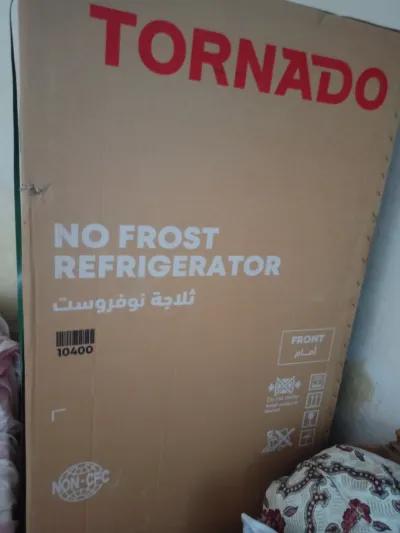 TORNADO
NO FROST
REFRIGERATOR
ثلاجة نوفروست
10400
FRONT
أمام
NON-CFC